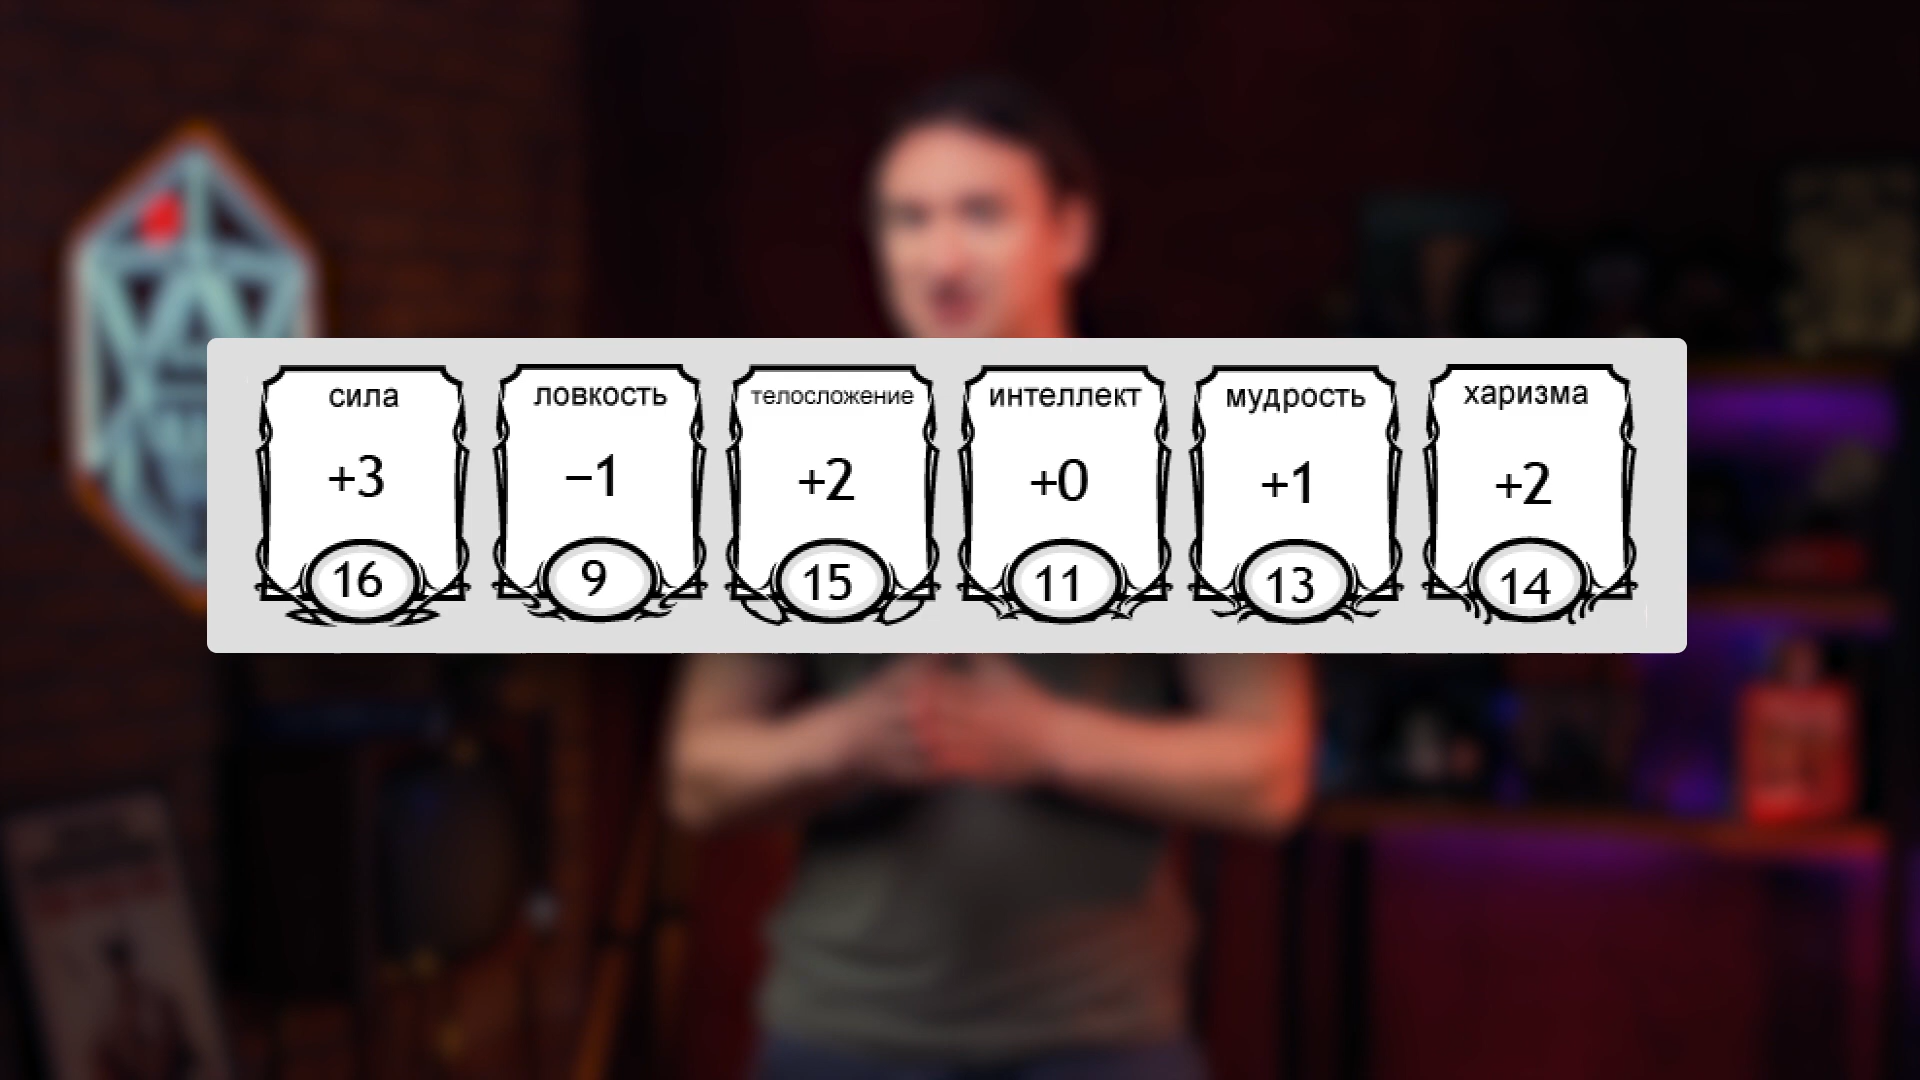 сила
+3
16
ловкость
–1
9
телосложение
+2
15
интеллект
+0
11
мудрость
+1
13
харизма
+2
14